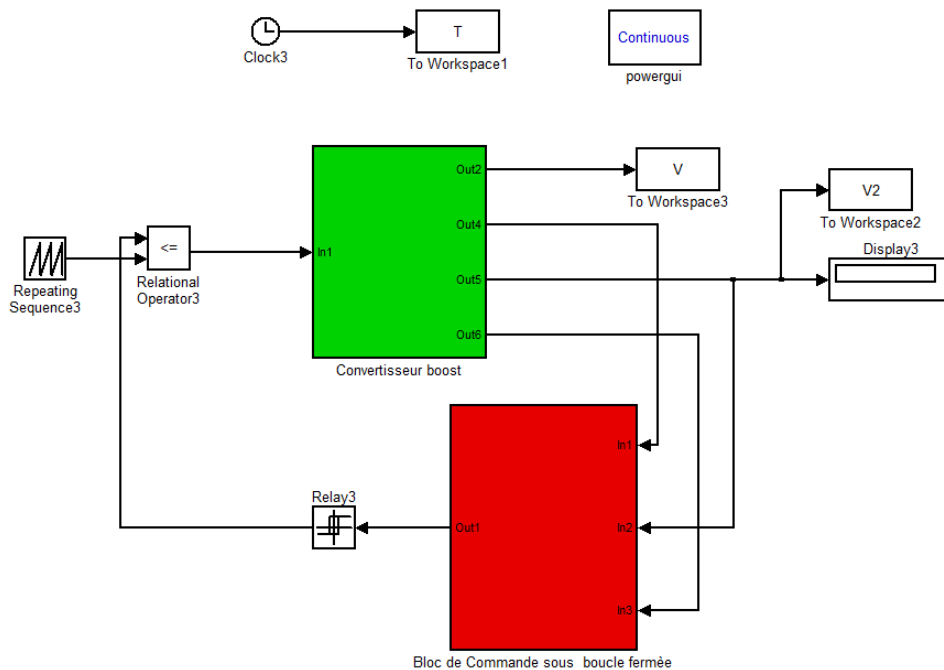 T
Continuous
Clock3
To Workspace1
powergui
Out2
V
To Workspace3
V2
To Workspace2
Out4
<=
In1
Out5
Display3
Repeating
Sequence3
Relational
Operator3
Out6
Convertisseur boost
In1
Relay3
Out1
In2
In3
Bloc de Commande sous boucle fermèe